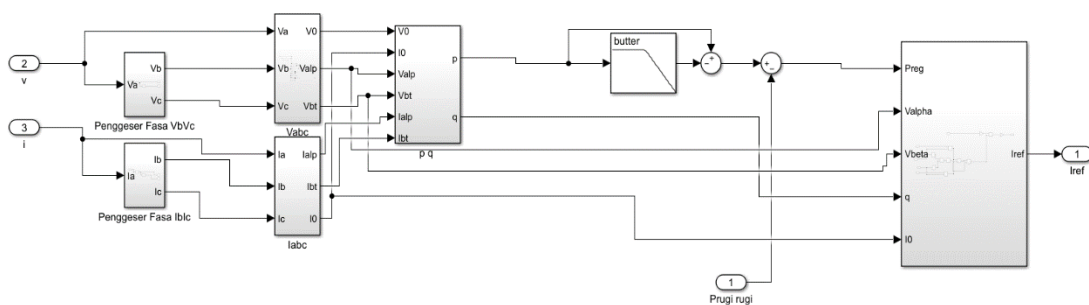 2
v
3
i
Va
Vb
Vc
Penggeser Fasa VbVc
Ia
Ib
Ic
Penggeser Fasa IbIc
Va
Vb
Vc
V0
Valp
Vbt
Vabc
Ia
Ib
Ic
Ialp
Ibt
I0
Iabc
V0
I0
Valp
Vbt
Ialp
Ibt
p
q
p q
butter
1
Prugi rugi
Preg
Valpha
Vbeta
q
I0
Iref
1
Iref